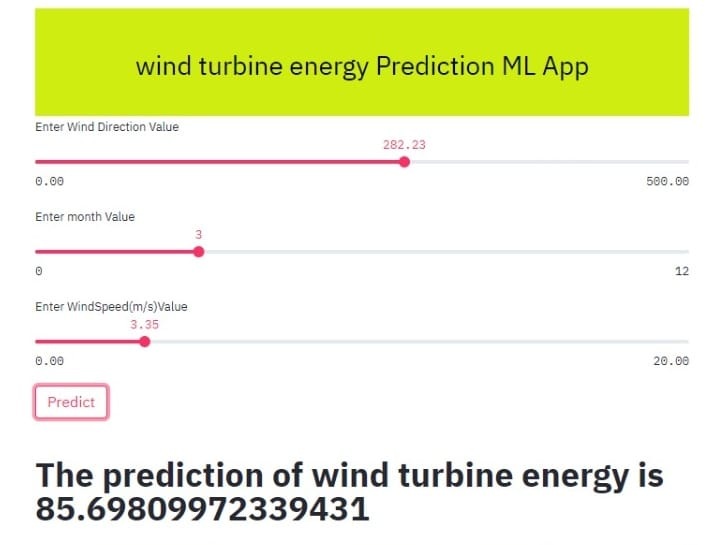 wind turbine energy Prediction ML App
Enter Wind Direction Value
282.23
0.00 500.00
Enter month Value
3
0 12
Enter WindSpeed(m/s)Value
3.35
0.00 20.00
Predict
The prediction of wind turbine energy is
85.69809972339431